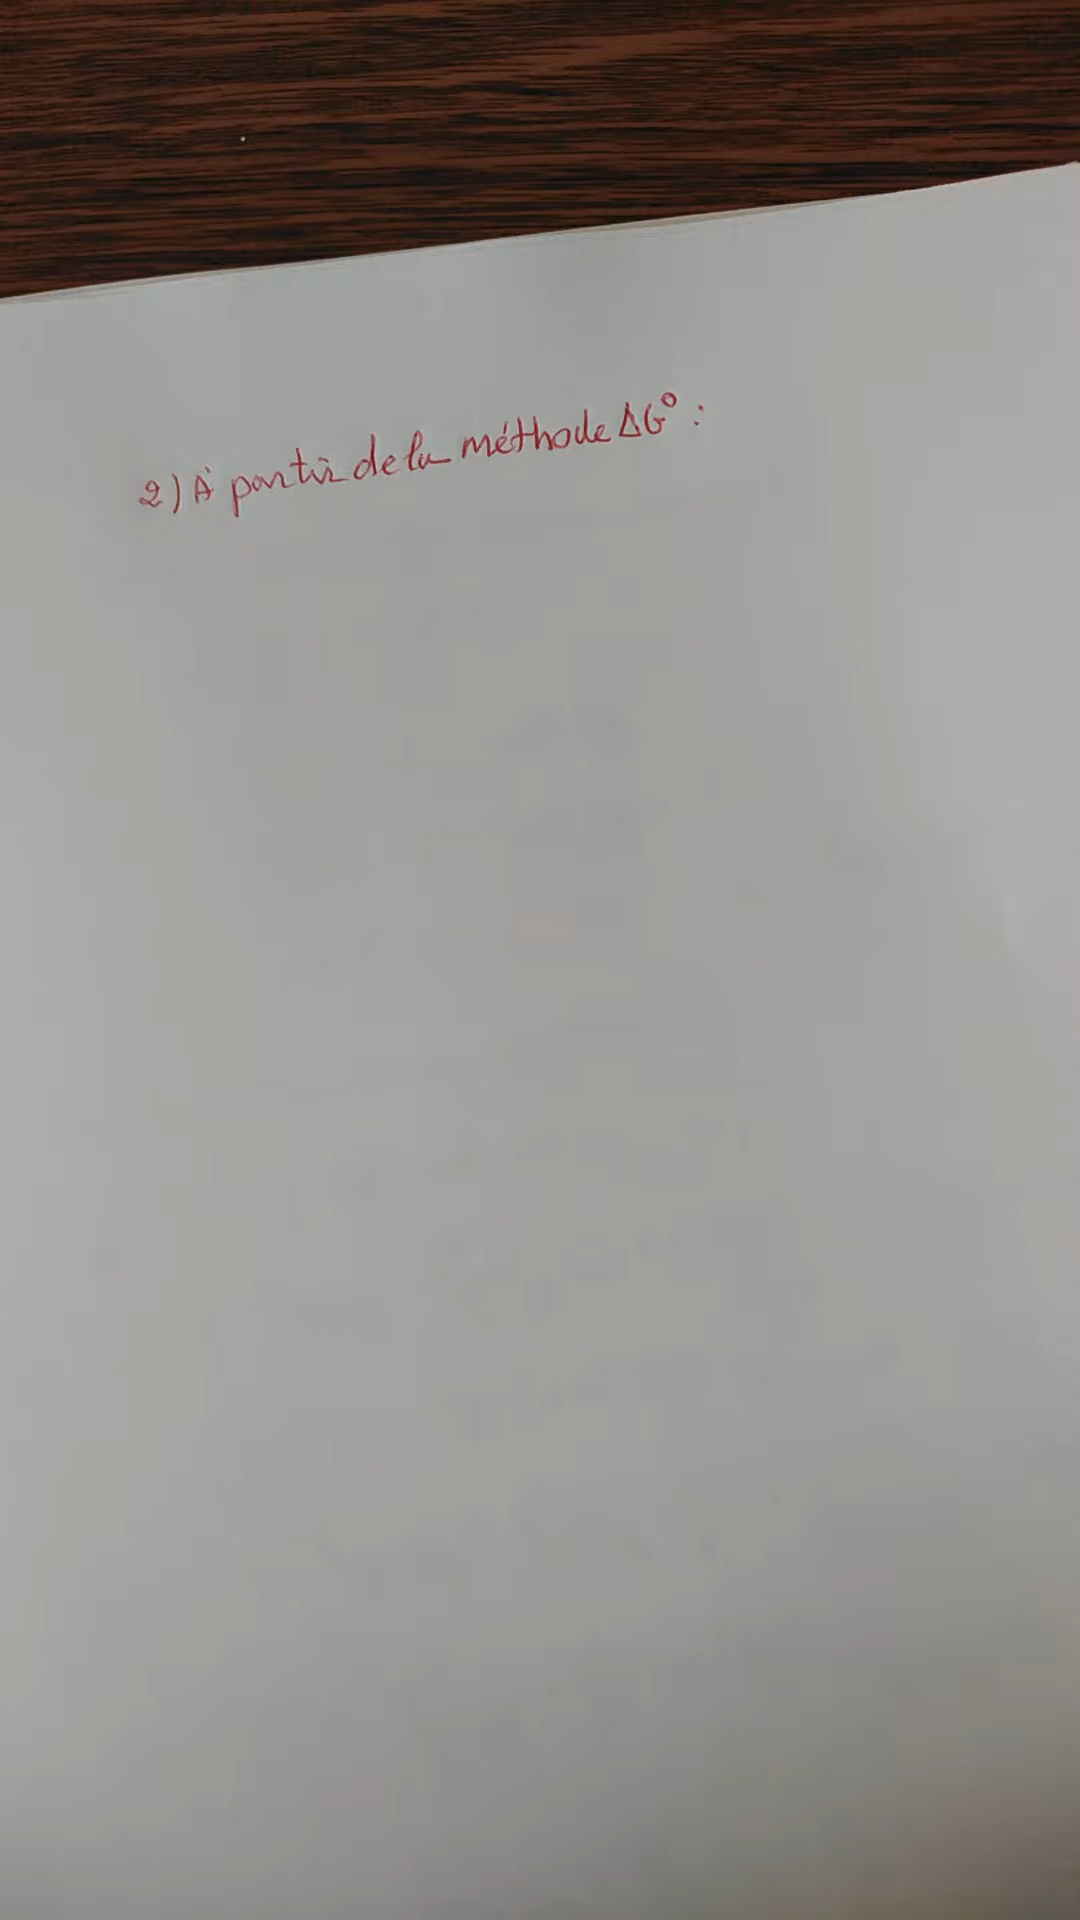 2) À partir de la méthode ΔG° :